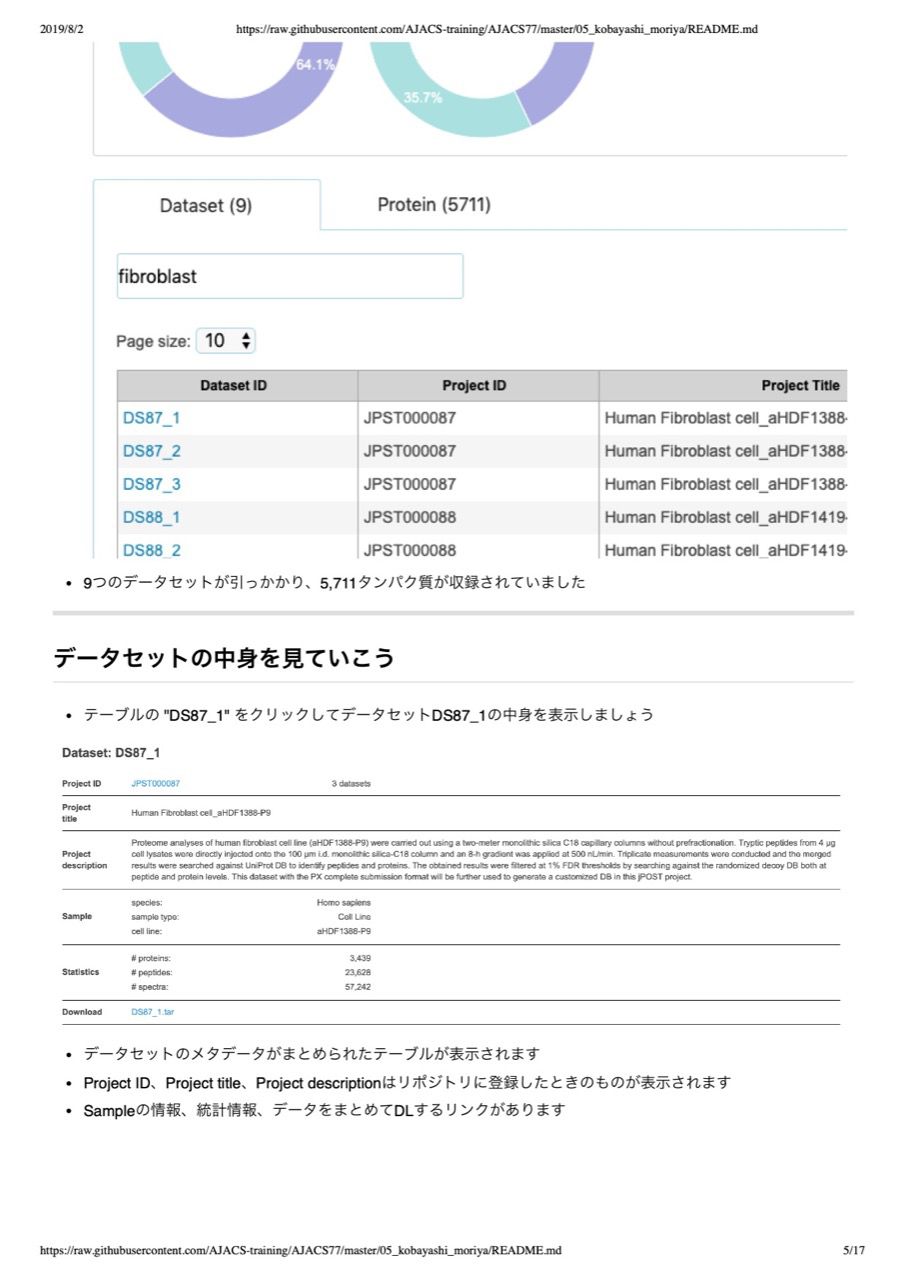 2019/8/2
https://raw.githubusercontent.com/AJACS-training/AJACS77/master/05_kobayashi_moriya/README.md
64.1%
35.7%
Dataset (9)
Protein (5711)
fibroblast
Page size: 10
Dataset ID Project ID Project Title
DS87_1 JPST000087 Human Fibroblast cell_aHDF1388-
DS87_2 JPST000087 Human Fibroblast cell_aHDF1388-
DS87_3 JPST000087 Human Fibroblast cell_aHDF1388-
DS88_1 JPST000088 Human Fibroblast cell_aHDF1419-
DS88_2 JPST000088 Human Fibroblast cell_aHDF1419-
• 9つのデータセットが引っかかり、5,711タンパク質が収録されていました
データセットの中身を見ていこう
• テーブルの "DS87_1" をクリックしてデータセットDS87_1の中身を表示しましょう
Dataset: DS87_1
Project ID JPST000087 3 datasets
Project title Human Fibroblast cell_aHDF1388-P9
Project description
Proteome analyses of human fibroblast cell line (aHDF1388-P9) were carried out using a two-meter monolithic silica C18 capillary columns without prefractionation. Tryptic peptides from 4 µg
cell lysates were directly injected onto the 100 µm i.d. monolithic silica-C18 column and an 8-h gradient was applied at 500 nL/min. Triplicate measurements were conducted and the merged
results were searched against UniProt DB to identify peptides and proteins. The obtained results were filtered at 1% FDR thresholds by searching against the randomized decoy DB both at
peptide and protein levels. This dataset with the PX complete submission format will be further used to generate a customized DB in this jPOST project.
Sample
species: Homo sapiens
sample type: Cell Line
cell line: aHDF1388-P9
Statistics
# proteins: 3,439
# peptides: 23,628
# spectra: 57,242
Download DS87_1.tar
• データセットのメタデータがまとめられたテーブルが表示されます
• Project ID、Project title、Project descriptionはリポジトリに登録したときのものが表示されます
• Sampleの情報、統計情報、データをまとめてDLするリンクがあります
https://raw.githubusercontent.com/AJACS-training/AJACS77/master/05_kobayashi_moriya/README.md
5/17